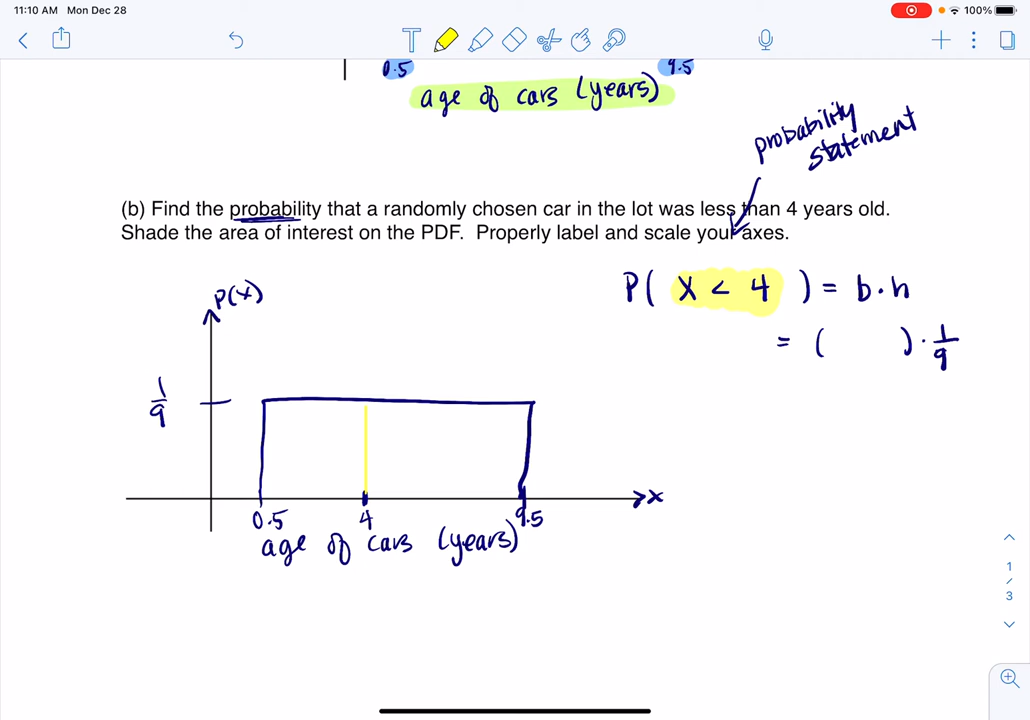 11:10 AM Mon Dec 28
100%
0.5 9.5
age of cars (years)
probability
statement
(b) Find the probability that a randomly chosen car in the lot was less than 4 years old.
Shade the area of interest on the PDF. Properly label and scale your axes.
P( X < 4 ) = b·h
= ( ) · 1/9
P(X)
1/9
X
0.5 4 9.5
age of cars (years)
1
/
3